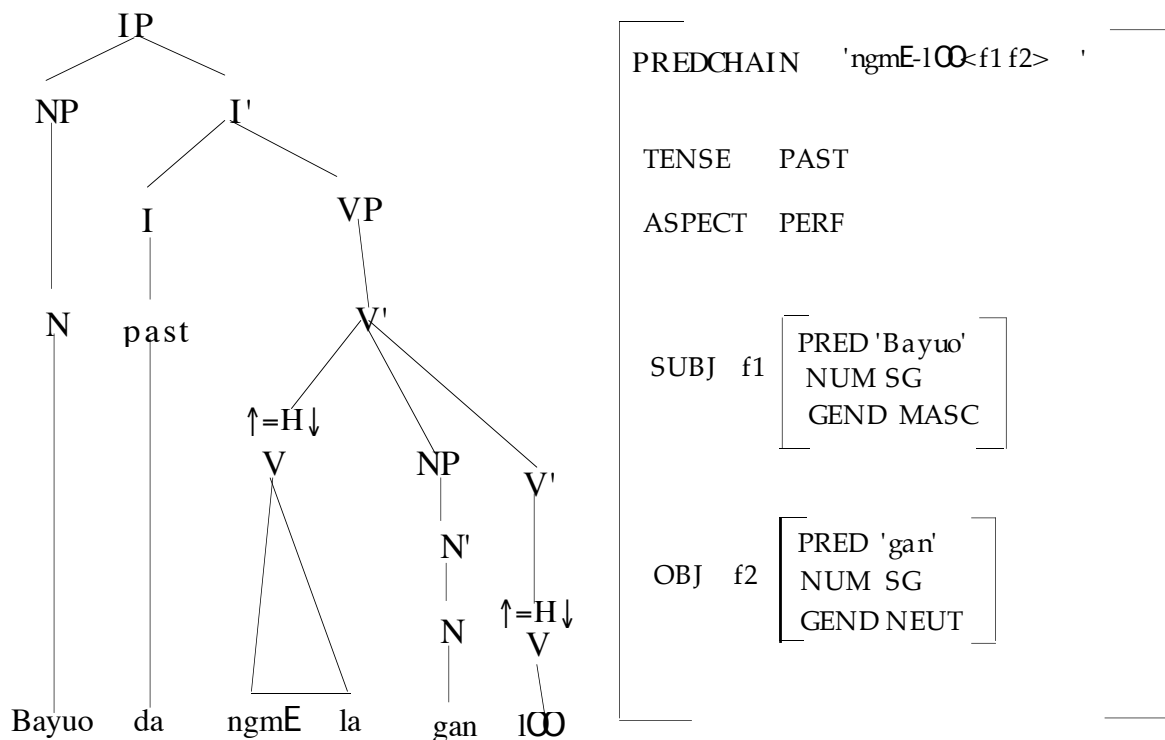 IP
NP I'
I VP
N past V'
↑=H↓
V NP V'
N'
↑=H↓
N V
Bayuo da ngmE la gan lOO
PREDCHAIN 'ngmE-lOO<f1 f2> '
TENSE PAST
ASPECT PERF
SUBJ f1
PRED 'Bayuo'
NUM SG
GEND MASC
OBJ f2
PRED 'gan'
NUM SG
GEND NEUT